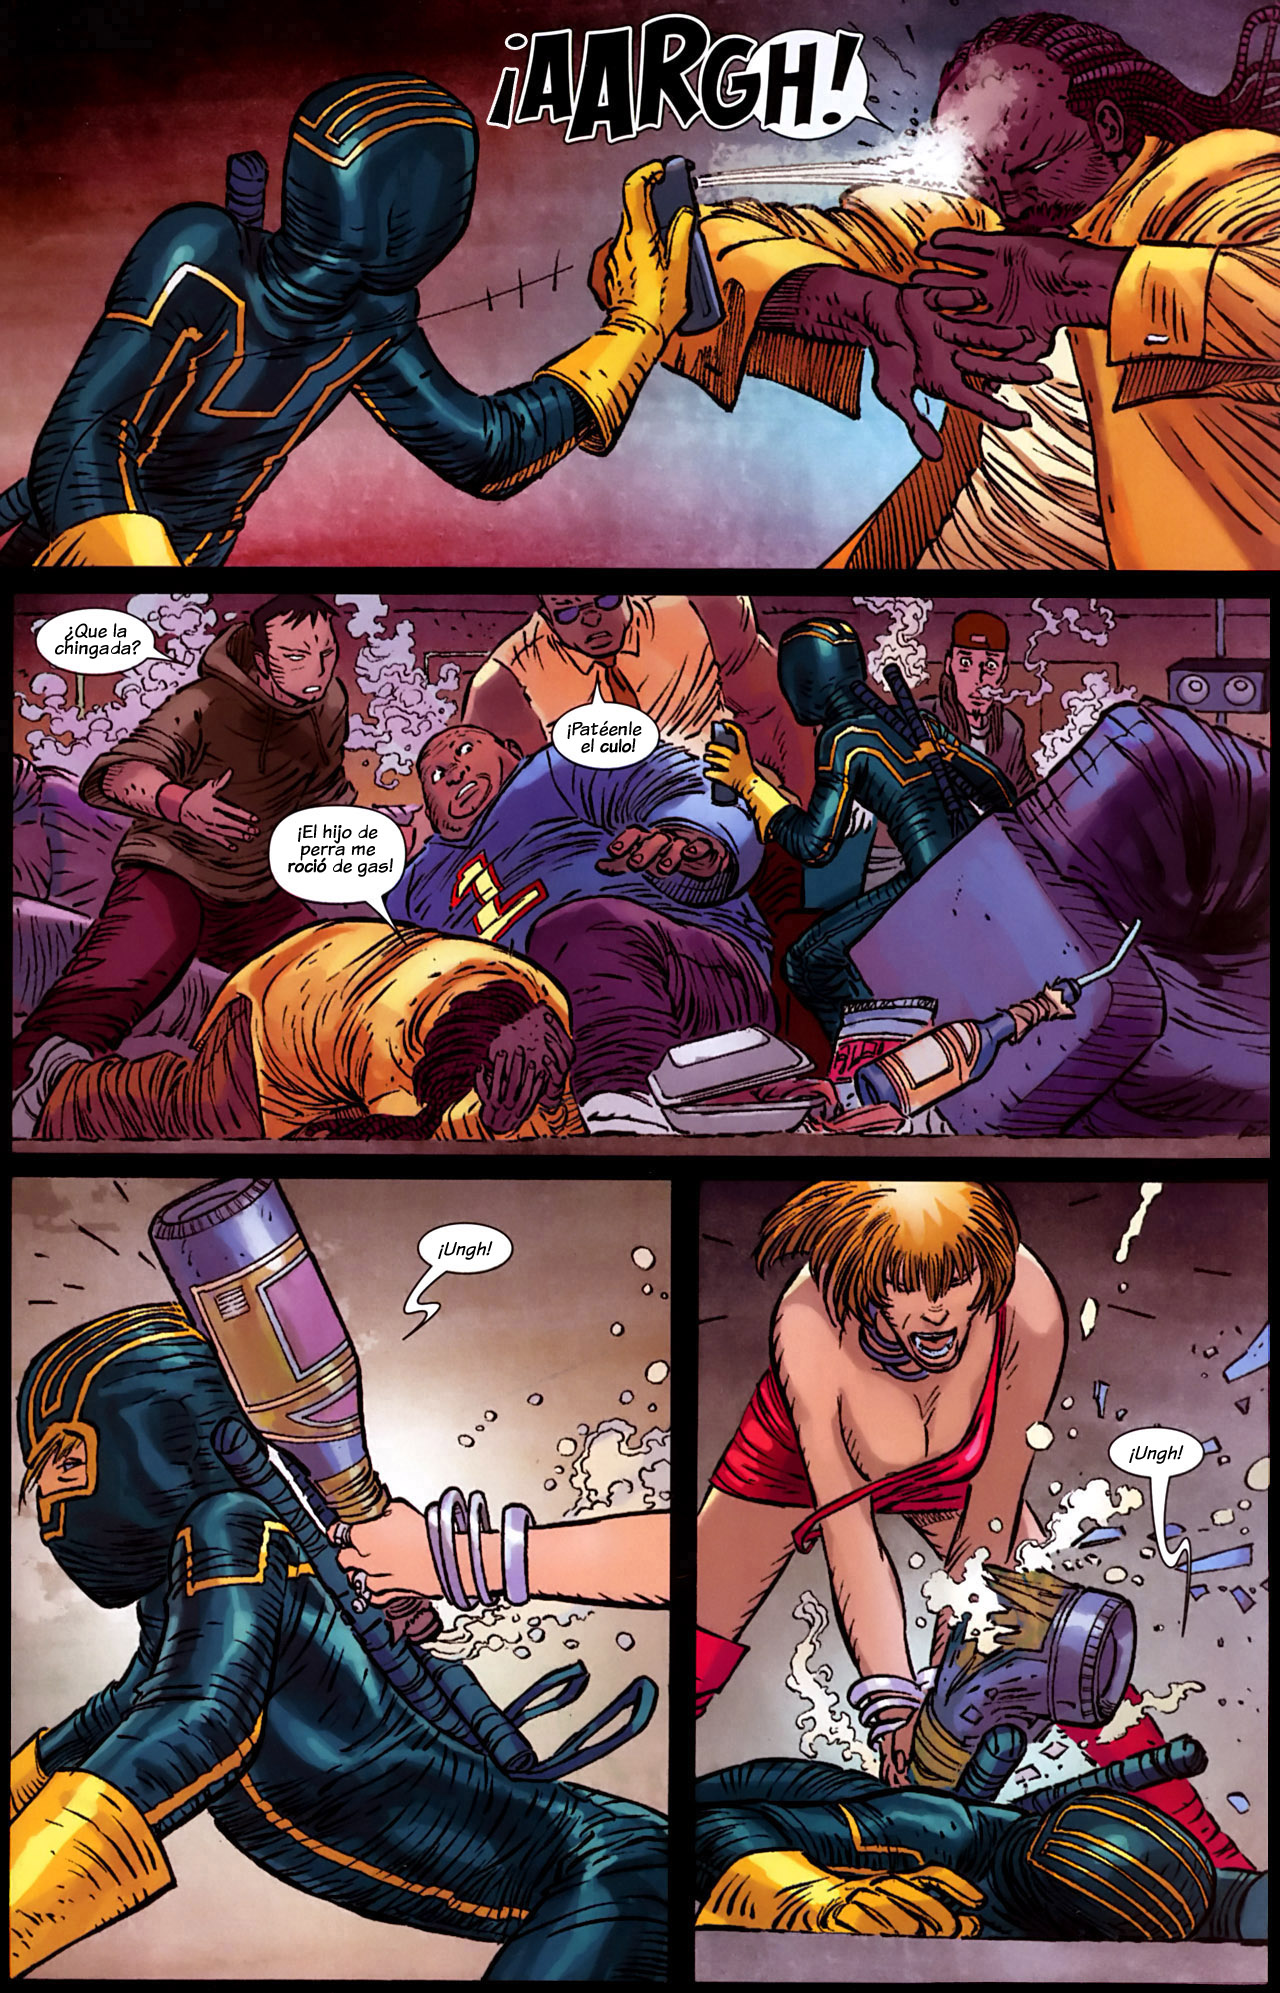 ¡AARGH!
¿Que la
chingada?
¡Patéenle
el culo!
¡El hijo de
perra me
roció de gas!
¡Ungh!
¡Ungh!